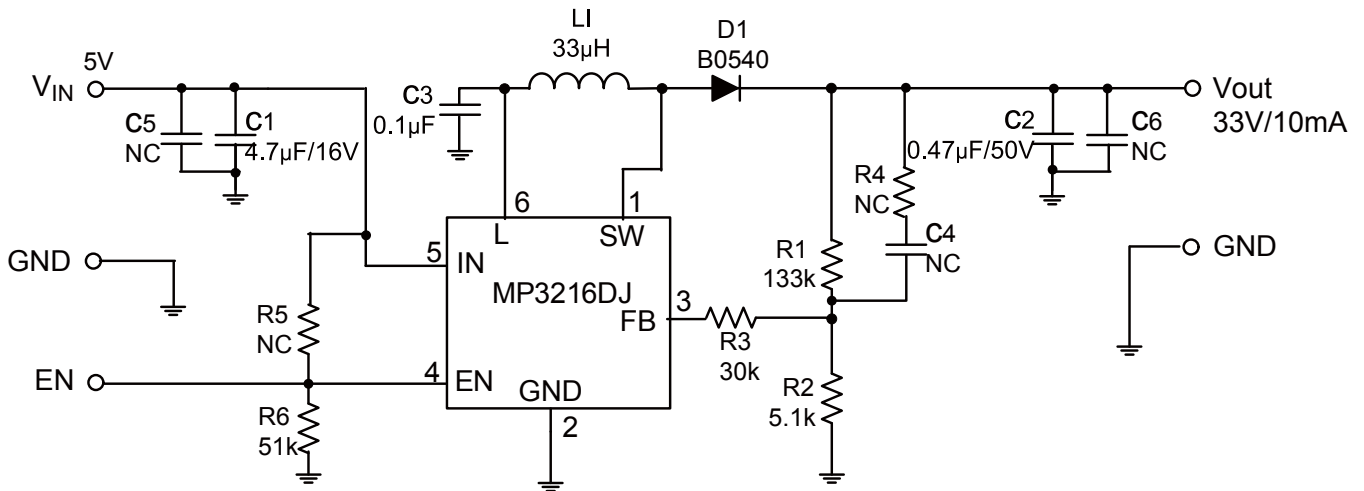 LI
33µH
D1
B0540
5V
VIN
C5
NC
C1
4.7µF/16V
C3
0.1µF
C2
0.47µF/50V
C6
NC
Vout
33V/10mA
R4
NC
C4
NC
6
1
L
SW
GND
5
IN
MP3216DJ
3
FB
R1
133k
GND
R5
NC
R3
30k
EN
4
EN
GND
2
R6
51k
R2
5.1k